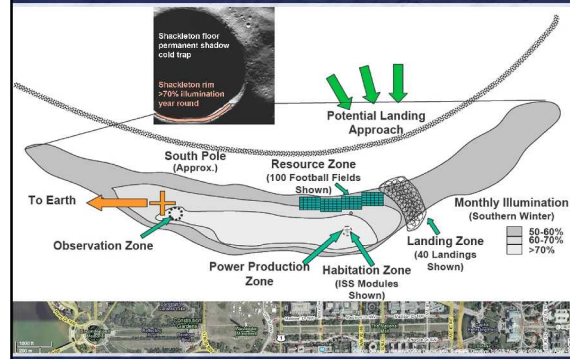 Shackleton floor
permanent shadow
cold trap
Shackleton rim
>70% illumination
year round
Potential Landing
Approach
South Pole
(Approx.)
Resource Zone
(100 Football Fields
Shown)
To Earth
Monthly Illumination
(Southern Winter)
50-60%
60-70%
>70%
Observation Zone
Landing Zone
(40 Landings
Shown)
Power Production
Zone
Habitation Zone
(ISS Modules
Shown)